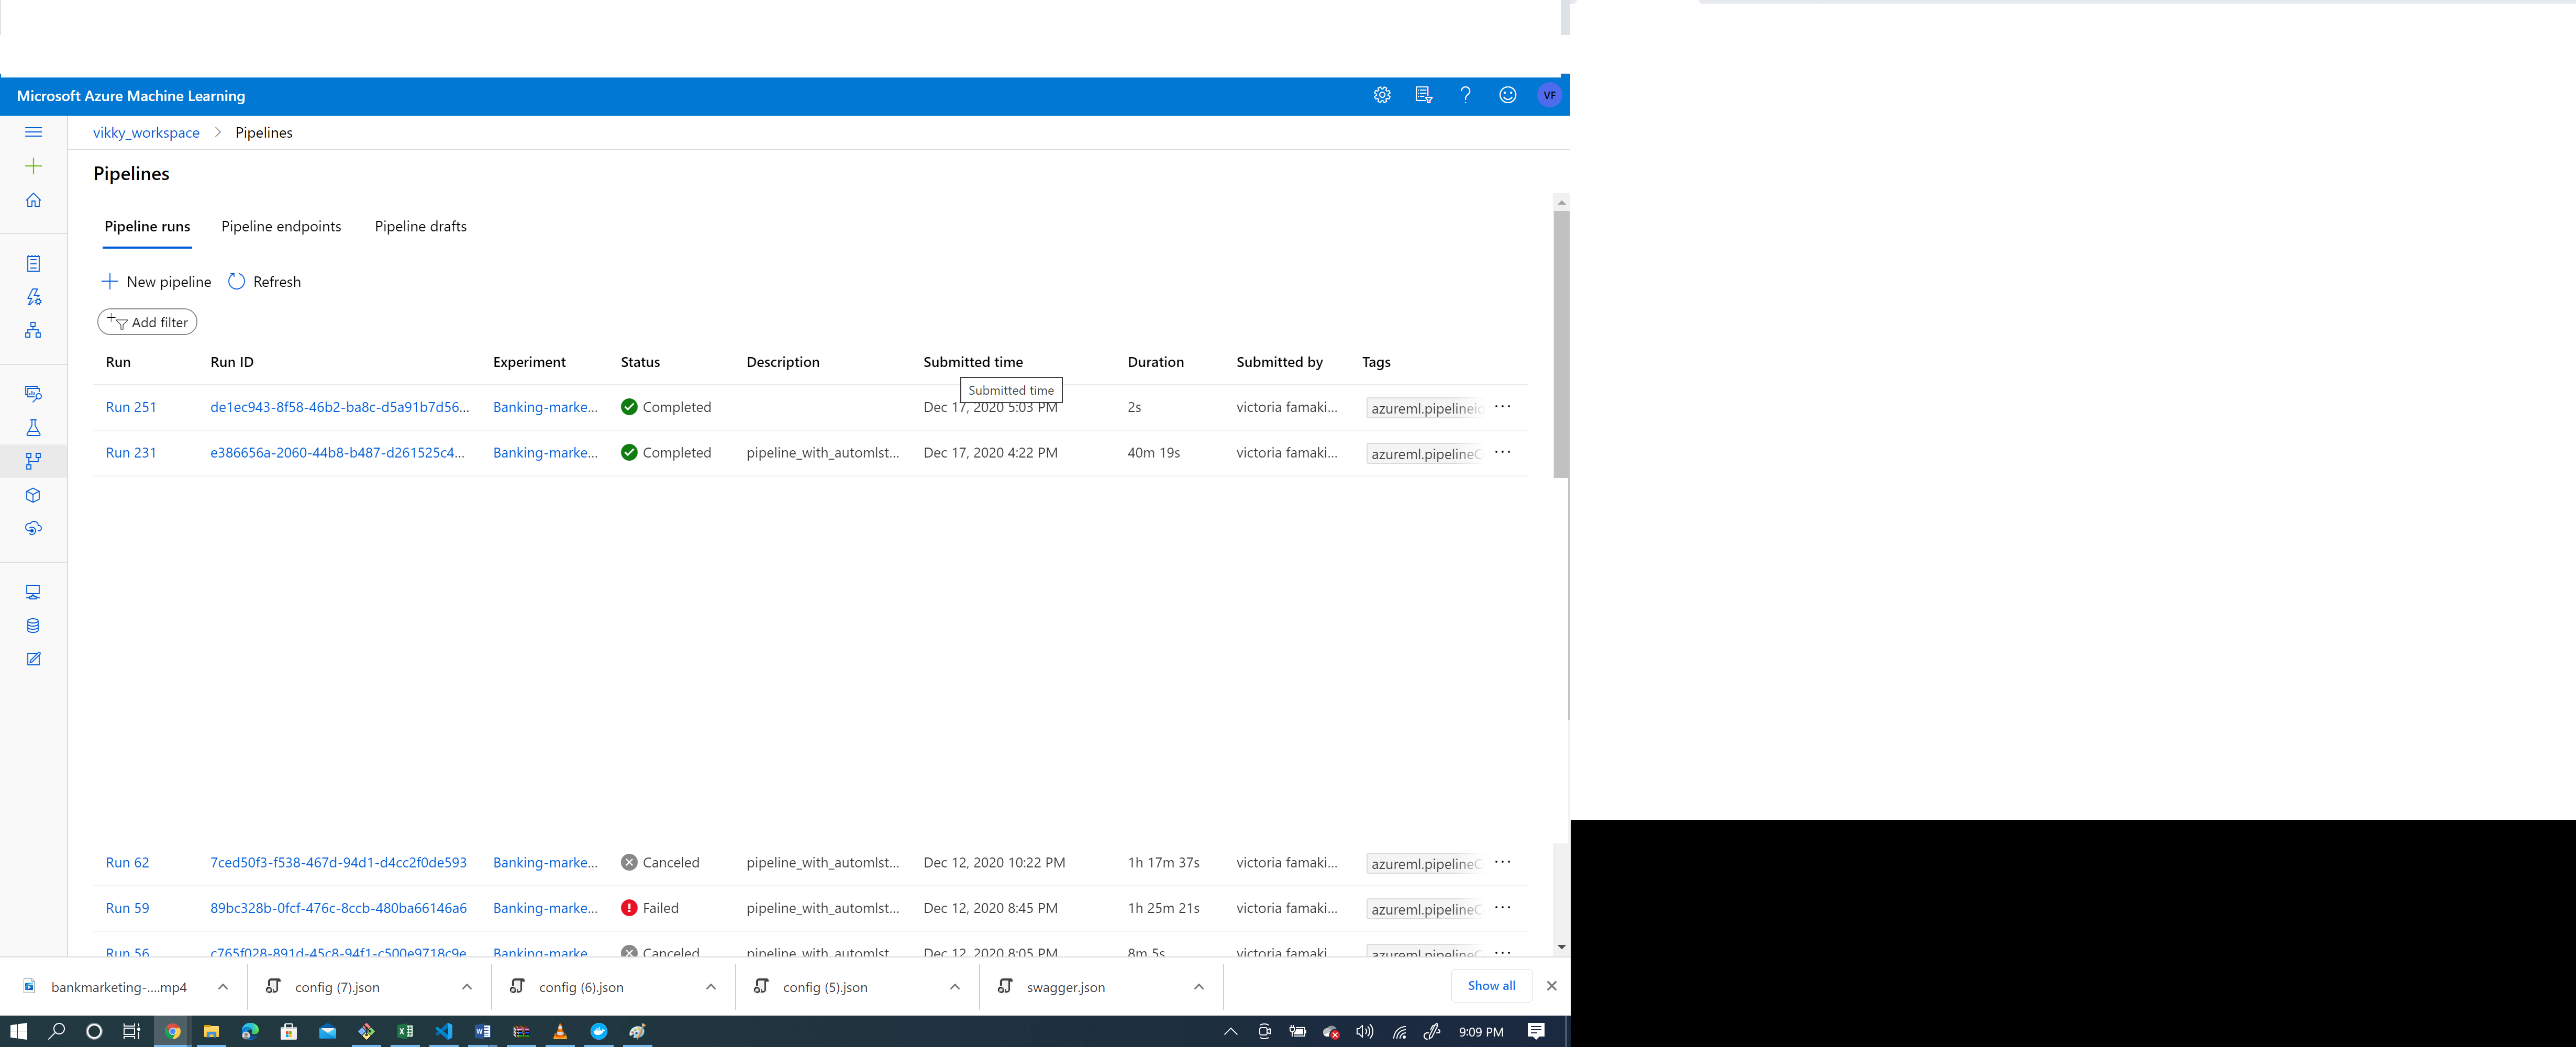 Microsoft Azure Machine Learning
VF
vikky_workspace > Pipelines
Pipelines
Pipeline runs Pipeline endpoints Pipeline drafts
New pipeline Refresh
Add filter
Run Run ID Experiment Status Description Submitted time Duration Submitted by Tags
Submitted time
Run 251 de1ec943-8f58-46b2-ba8c-d5a91b7d56... Banking-marke... Completed Dec 17, 2020 5:03 PM 2s victoria famaki... azureml.pipelineid ...
Run 231 e386656a-2060-44b8-b487-d261525c4... Banking-marke... Completed pipeline_with_automlst... Dec 17, 2020 4:22 PM 40m 19s victoria famaki... azureml.pipelineC ...
Run 62 7ced50f3-f538-467d-94d1-d4cc2f0de593 Banking-marke... Canceled pipeline_with_automlst... Dec 12, 2020 10:22 PM 1h 17m 37s victoria famaki... azureml.pipelineC ...
Run 59 89bc328b-0fcf-476c-8ccb-480ba66146a6 Banking-marke... Failed pipeline_with_automlst... Dec 12, 2020 8:45 PM 1h 25m 21s victoria famaki... azureml.pipelineC ...
Run 56 c765f028-891d-45c8-94f1-c500e9718c9e Banking-marke... Canceled pipeline_with_automlst... Dec 12, 2020 8:05 PM 8m 5s victoria famaki... azureml.pipelineC ...
bankmarketing-....mp4 config (7).json config (6).json config (5).json swagger.json Show all
9:09 PM